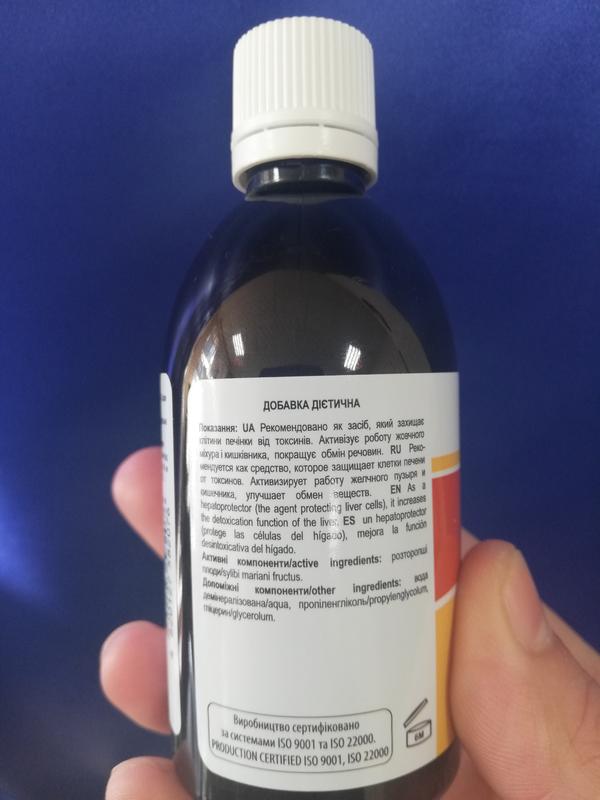 ДОБАВКА ДІЄТИЧНА
Показання: UA Рекомендовано як засіб, який захищає
клітини печінки від токсинів. Активізує роботу жовчного
міхура і кишківника, покращує обмін речовин. RU Реко-
мендуется как средство, которое защищает клетки печени
от токсинов. Активизирует работу желчного пузыря и
кишечника, улучшает обмен веществ. EN As a
hepatoprotector (the agent protecting liver cells), it increases
the detoxication function of the liver. ES un hepatoprotector
(protege las células del hígado), mejora la función
desintoxicativa del hígado.
Активні компоненти/active ingredients: розторопші
плоди/sylibi mariani fructus.
Допоміжні компоненти/other ingredients: вода
демінералізована/aqua, пропіленгліколь/propylenglycolum,
гліцерин/glycerolum.
Виробництво сертифіковано
за системами ISO 9001 та ISO 22000.
PRODUCTION CERTIFIED ISO 9001, ISO 22000
6M